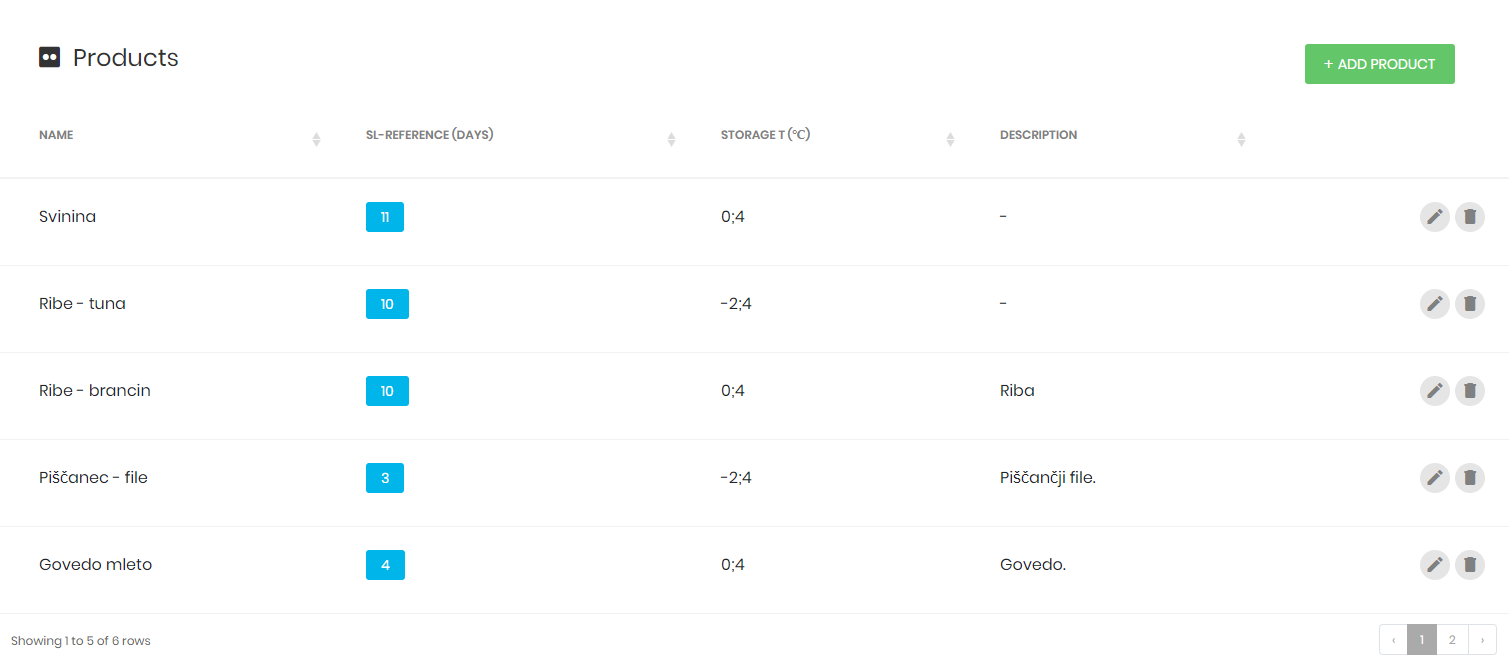 Products
+ ADD PRODUCT
NAME SL-REFERENCE (DAYS) STORAGE T (℃) DESCRIPTION
Svinina 11 0;4 -
Ribe - tuna 10 -2;4 -
Ribe - brancin 10 0;4 Riba
Piščanec - file 3 -2;4 Piščančji file.
Govedo mleto 4 0;4 Govedo.
Showing 1 to 5 of 6 rows ‹ 1 2 ›